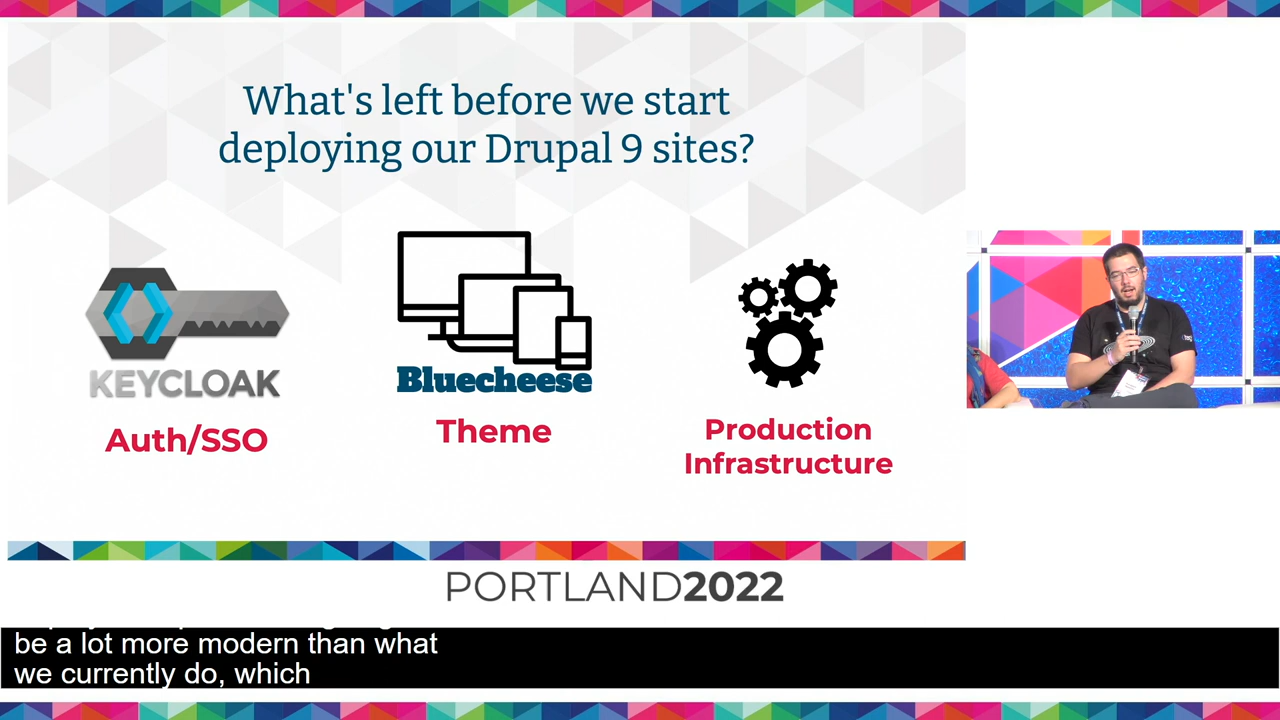 What's left before we start
deploying our Drupal 9 sites?
KEYCLOAK
Auth/SSO
Bluecheese
Theme
Production
Infrastructure
PORTLAND2022
be a lot more modern than what
we currently do, which